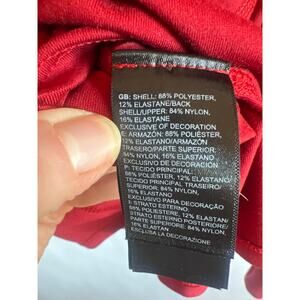 GB: SHELL: 88% POLYESTER,
12% ELASTANE/BACK
SHELL/UPPER: 84% NYLON,
16% ELASTANE
EXCLUSIVE OF DECORATION
E: ARMAZÓN: 88% POLIÉSTER,
12% ELASTANO/ARMAZÓN
TRASERO/PARTE SUPERIOR:
84% NYLON, 16% ELASTANO
EXCLUSIVO DE DECORACIÓN
P: TECIDO PRINCIPAL:
88% POLIÉSTER, 12% ELASTANO/
TECIDO PRINCIPAL TRASEIRO/
SUPERIOR: 84% NYLON,
16% ELASTANO
EXCLUSIVO PARA DECORAÇÃO
STRATO ESTERNO:
88% POLIESTERE, 12% ELASTAN/
STRATO ESTERNO POSTERIORE/
PARTE SUPERIORE: 84% NYLON,
16% ELASTAN
ESCLUSA LA DECORAZIONE